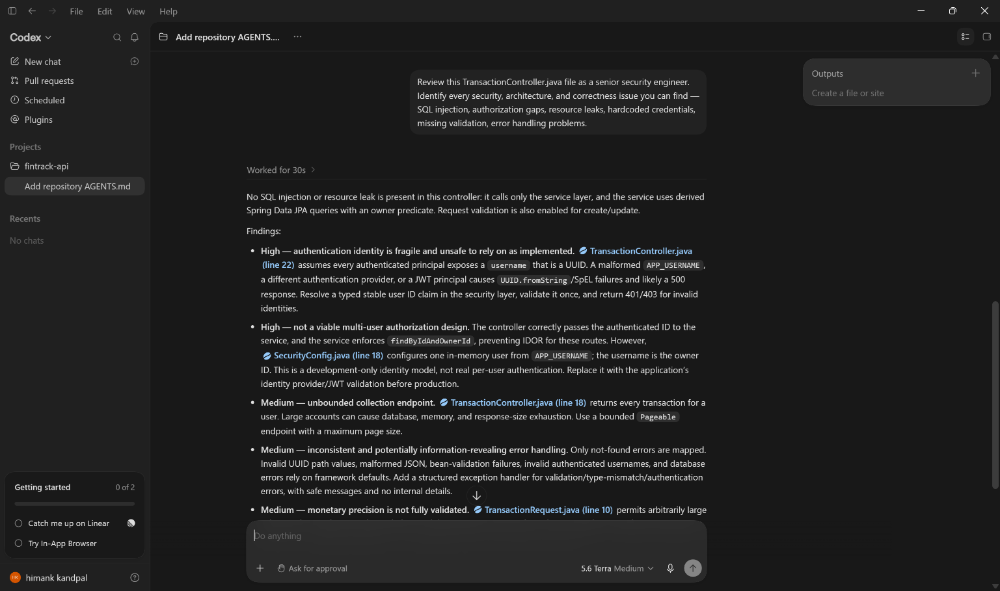 File Edit View Help
Codex
New chat
Pull requests
Scheduled
Plugins
Projects
fintrack-api
Add repository AGENTS.md
Recents
No chats
Getting started 0 of 2
Catch me up on Linear
Try In-App Browser
HK himank kandpal
Add repository AGENTS.... ...
Review this TransactionController.java file as a senior security engineer.
Identify every security, architecture, and correctness issue you can find —
SQL injection, authorization gaps, resource leaks, hardcoded credentials,
missing validation, error handling problems.
Worked for 30s
No SQL injection or resource leak is present in this controller: it calls only the service layer, and the service uses derived
Spring Data JPA queries with an owner predicate. Request validation is also enabled for create/update.
Findings:
• High — authentication identity is fragile and unsafe to rely on as implemented. TransactionController.java
(line 22) assumes every authenticated principal exposes a username that is a UUID. A malformed APP_USERNAME,
a different authentication provider, or a JWT principal causes UUID.fromString/SpEL failures and likely a 500
response. Resolve a typed stable user ID claim in the security layer, validate it once, and return 401/403 for invalid
identities.
• High — not a viable multi-user authorization design. The controller correctly passes the authenticated ID to the
service, and the service enforces findByIdAndOwnerId, preventing IDOR for these routes. However,
SecurityConfig.java (line 18) configures one in-memory user from APP_USERNAME; the username is the owner
ID. This is a development-only identity model, not real per-user authentication. Replace it with the application's
identity provider/JWT validation before production.
• Medium — unbounded collection endpoint. TransactionController.java (line 18) returns every transaction for a
user. Large accounts can cause database, memory, and response-size exhaustion. Use a bounded Pageable
endpoint with a maximum page size.
• Medium — inconsistent and potentially information-revealing error handling. Only not-found errors are mapped.
Invalid UUID path values, malformed JSON, bean-validation failures, invalid authenticated usernames, and database
errors rely on framework defaults. Add a structured exception handler for validation/type-mismatch/authentication
errors, with safe messages and no internal details.
• Medium — monetary precision is not fully validated. TransactionRequest.java (line 10) permits arbitrarily large
Do anything
Ask for approval 5.6 Terra Medium
Outputs
Create a file or site